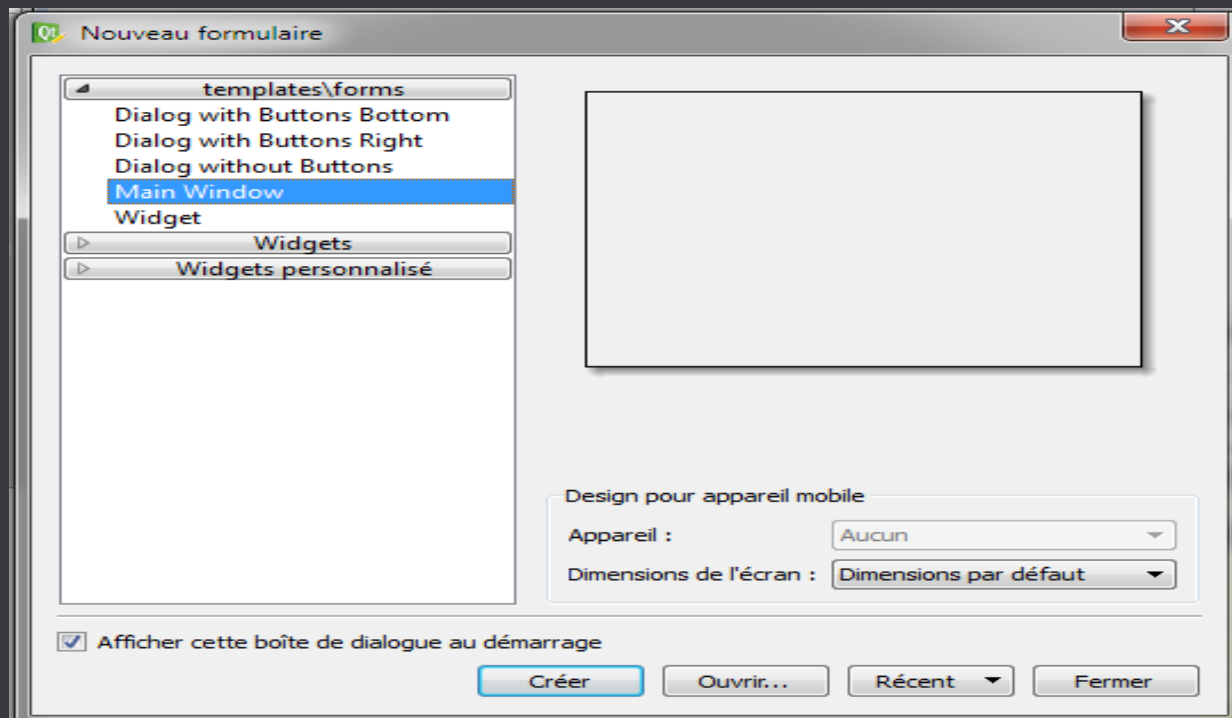 Nouveau formulaire
templates\forms
Dialog with Buttons Bottom
Dialog with Buttons Right
Dialog without Buttons
Main Window
Widget
Widgets
Widgets personnalisé
Design pour appareil mobile
Appareil : Aucun
Dimensions de l'écran : Dimensions par défaut
Afficher cette boîte de dialogue au démarrage
Créer Ouvrir... Récent Fermer